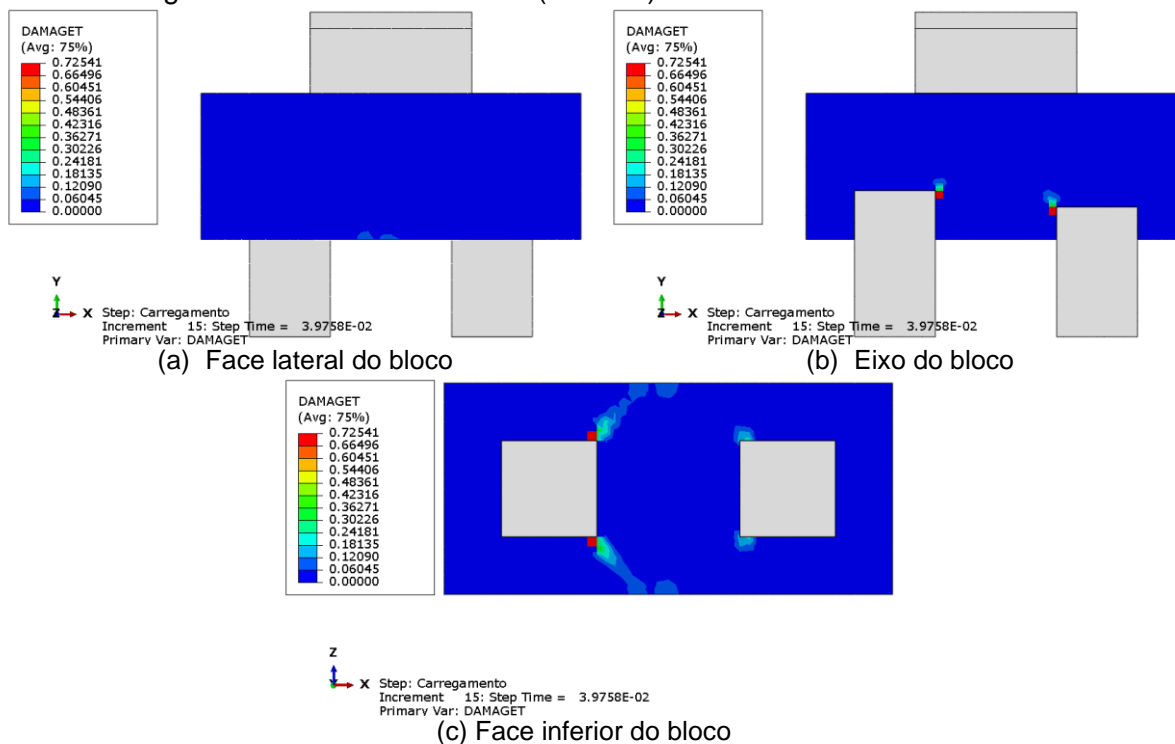 DAMAGET
(Avg: 75%)
0.72541
0.66496
0.60451
0.54406
0.48361
0.42316
0.36271
0.30226
0.24181
0.18135
0.12090
0.06045
0.00000
Y
Z X
Step: Carregamento
Increment 15: Step Time = 3.9758E-02
Primary Var: DAMAGET
(a) Face lateral do bloco
DAMAGET
(Avg: 75%)
0.72541
0.66496
0.60451
0.54406
0.48361
0.42316
0.36271
0.30226
0.24181
0.18135
0.12090
0.06045
0.00000
Y
Z X
Step: Carregamento
Increment 15: Step Time = 3.9758E-02
Primary Var: DAMAGET
(b) Eixo do bloco
DAMAGET
(Avg: 75%)
0.72541
0.66496
0.60451
0.54406
0.48361
0.42316
0.36271
0.30226
0.24181
0.18135
0.12090
0.06045
0.00000
Z
Y X
Step: Carregamento
Increment 15: Step Time = 3.9758E-02
Primary Var: DAMAGET
(c) Face inferior do bloco